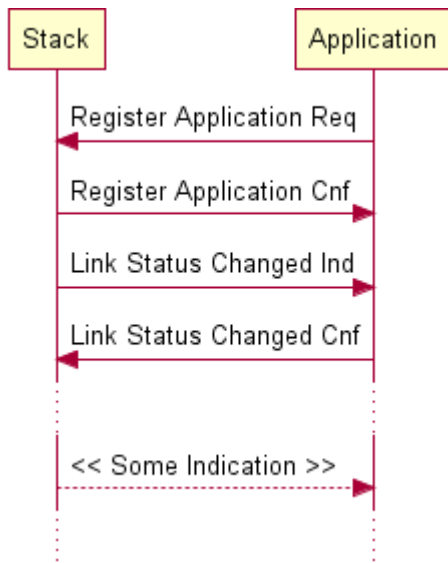 Stack
Application
Register Application Req
Register Application Cnf
Link Status Changed Ind
Link Status Changed Cnf
<< Some Indication >>